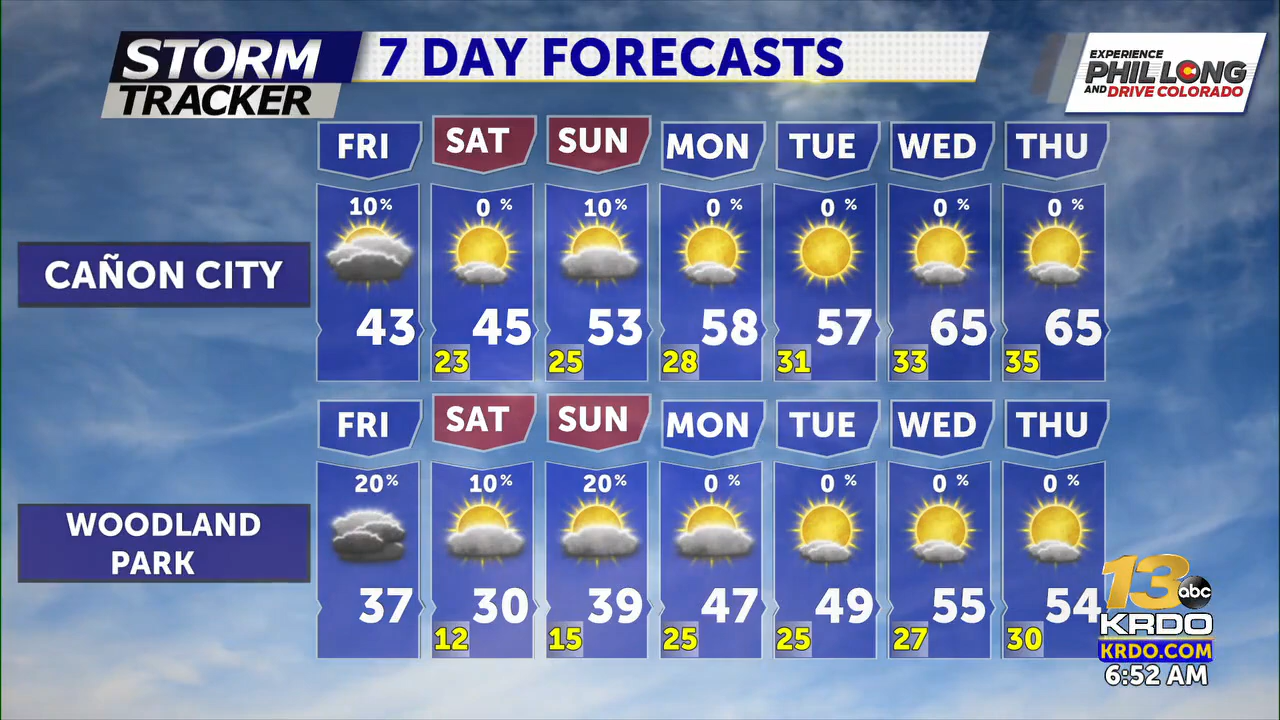 STORM
TRACKER
7 DAY FORECASTS
EXPERIENCE
PHIL LONG
AND DRIVE COLORADO
FRI SAT SUN MON TUE WED THU
10% 0 % 10% 0 % 0 % 0 % 0 %
CAÑON CITY
43 45 53 58 57 65 65
23 25 28 31 33 35
FRI SAT SUN MON TUE WED THU
20% 10% 20% 0 % 0 % 0 % 0 %
WOODLAND
PARK
37 30 39 47 49 55 54
12 15 25 25 27 30
13 abc
KRDO
KRDO.COM
6:52 AM